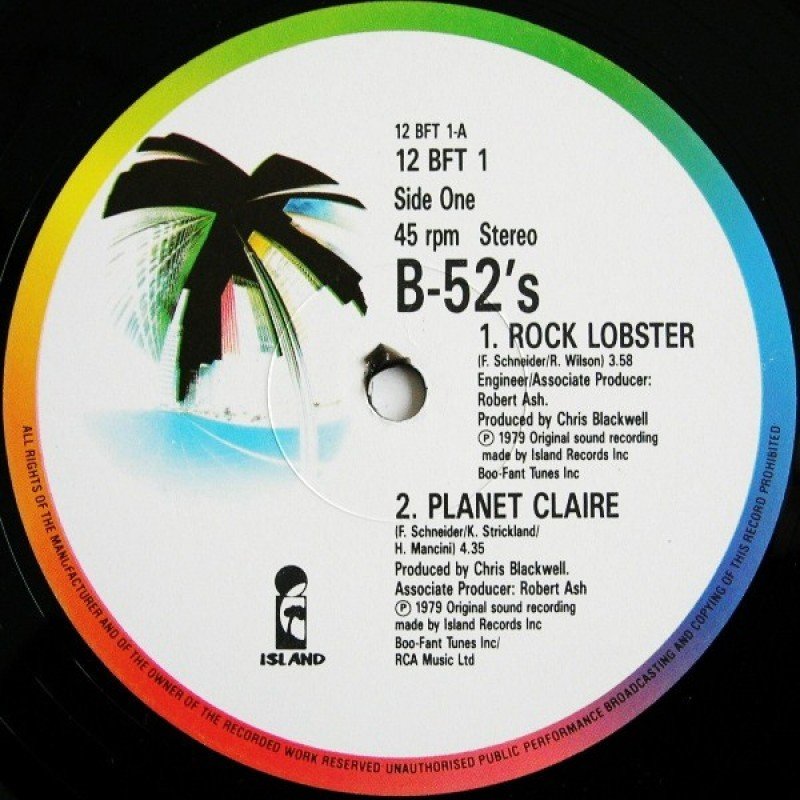 12 BFT 1-A
12 BFT 1
Side One
45 rpm Stereo
B-52's
1. ROCK LOBSTER
(F. Schneider/R. Wilson) 3.58
Engineer/Associate Producer:
Robert Ash.
Produced by Chris Blackwell
Ⓟ 1979 Original sound recording
made by Island Records Inc
Boo-Fant Tunes Inc
2. PLANET CLAIRE
(F. Schneider/K. Strickland/
H. Mancini) 4.35
Produced by Chris Blackwell.
Associate Producer: Robert Ash
Ⓟ 1979 Original sound recording
made by Island Records Inc
Boo-Fant Tunes Inc/
RCA Music Ltd
ISLAND
ALL RIGHTS OF THE MANUFACTURER AND OF THE OWNER OF THE RECORDED WORK RESERVED UNAUTHORISED PUBLIC PERFORMANCE BROADCASTING AND COPYING OF THIS RECORD PROHIBITED